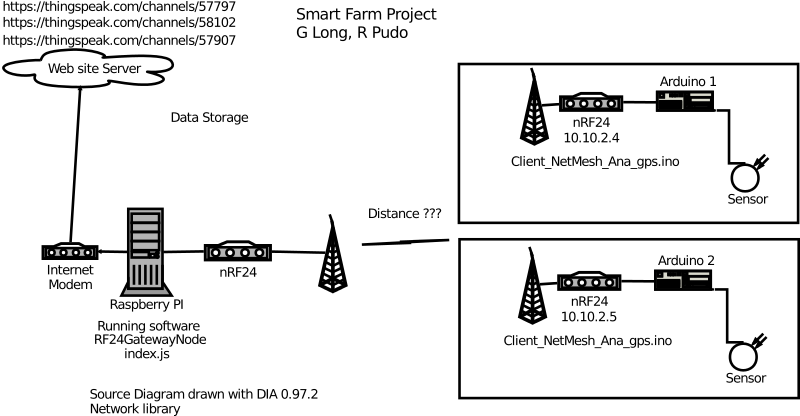 https://thingspeak.com/channels/57797
https://thingspeak.com/channels/58102
https://thingspeak.com/channels/57907
Smart Farm Project
G Long, R Pudo
Web site Server
Data Storage
Arduino 1
nRF24
10.10.2.4
Client_NetMesh_Ana_gps.ino
Sensor
Distance ???
Internet
Modem
Raspberry PI
nRF24
Running software
RF24GatewayNode
index.js
Arduino 2
nRF24
10.10.2.5
Client_NetMesh_Ana_gps.ino
Sensor
Source Diagram drawn with DIA 0.97.2
Network library